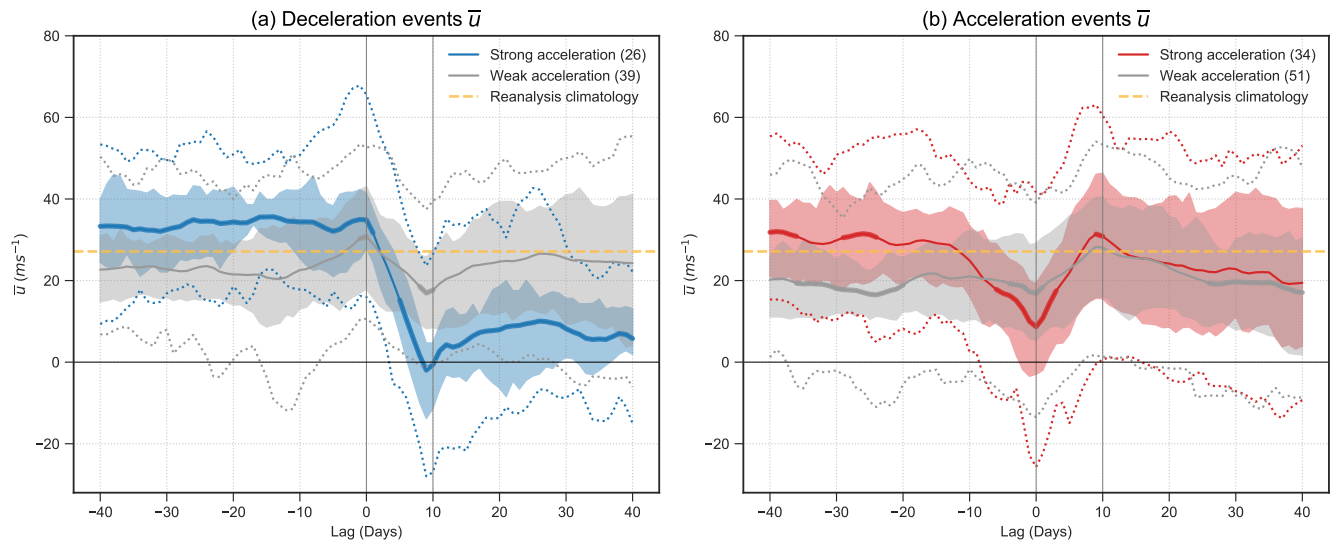 (a) Deceleration events u̅
80
60
40
20
0
−20
u̅ (ms⁻¹)
−40
−30
−20
−10
0
10
20
30
40
Lag (Days)
Strong acceleration (26)
Weak acceleration (39)
Reanalysis climatology
(b) Acceleration events u̅
80
60
40
20
0
−20
u̅ (ms⁻¹)
−40
−30
−20
−10
0
10
20
30
40
Lag (Days)
Strong acceleration (34)
Weak acceleration (51)
Reanalysis climatology